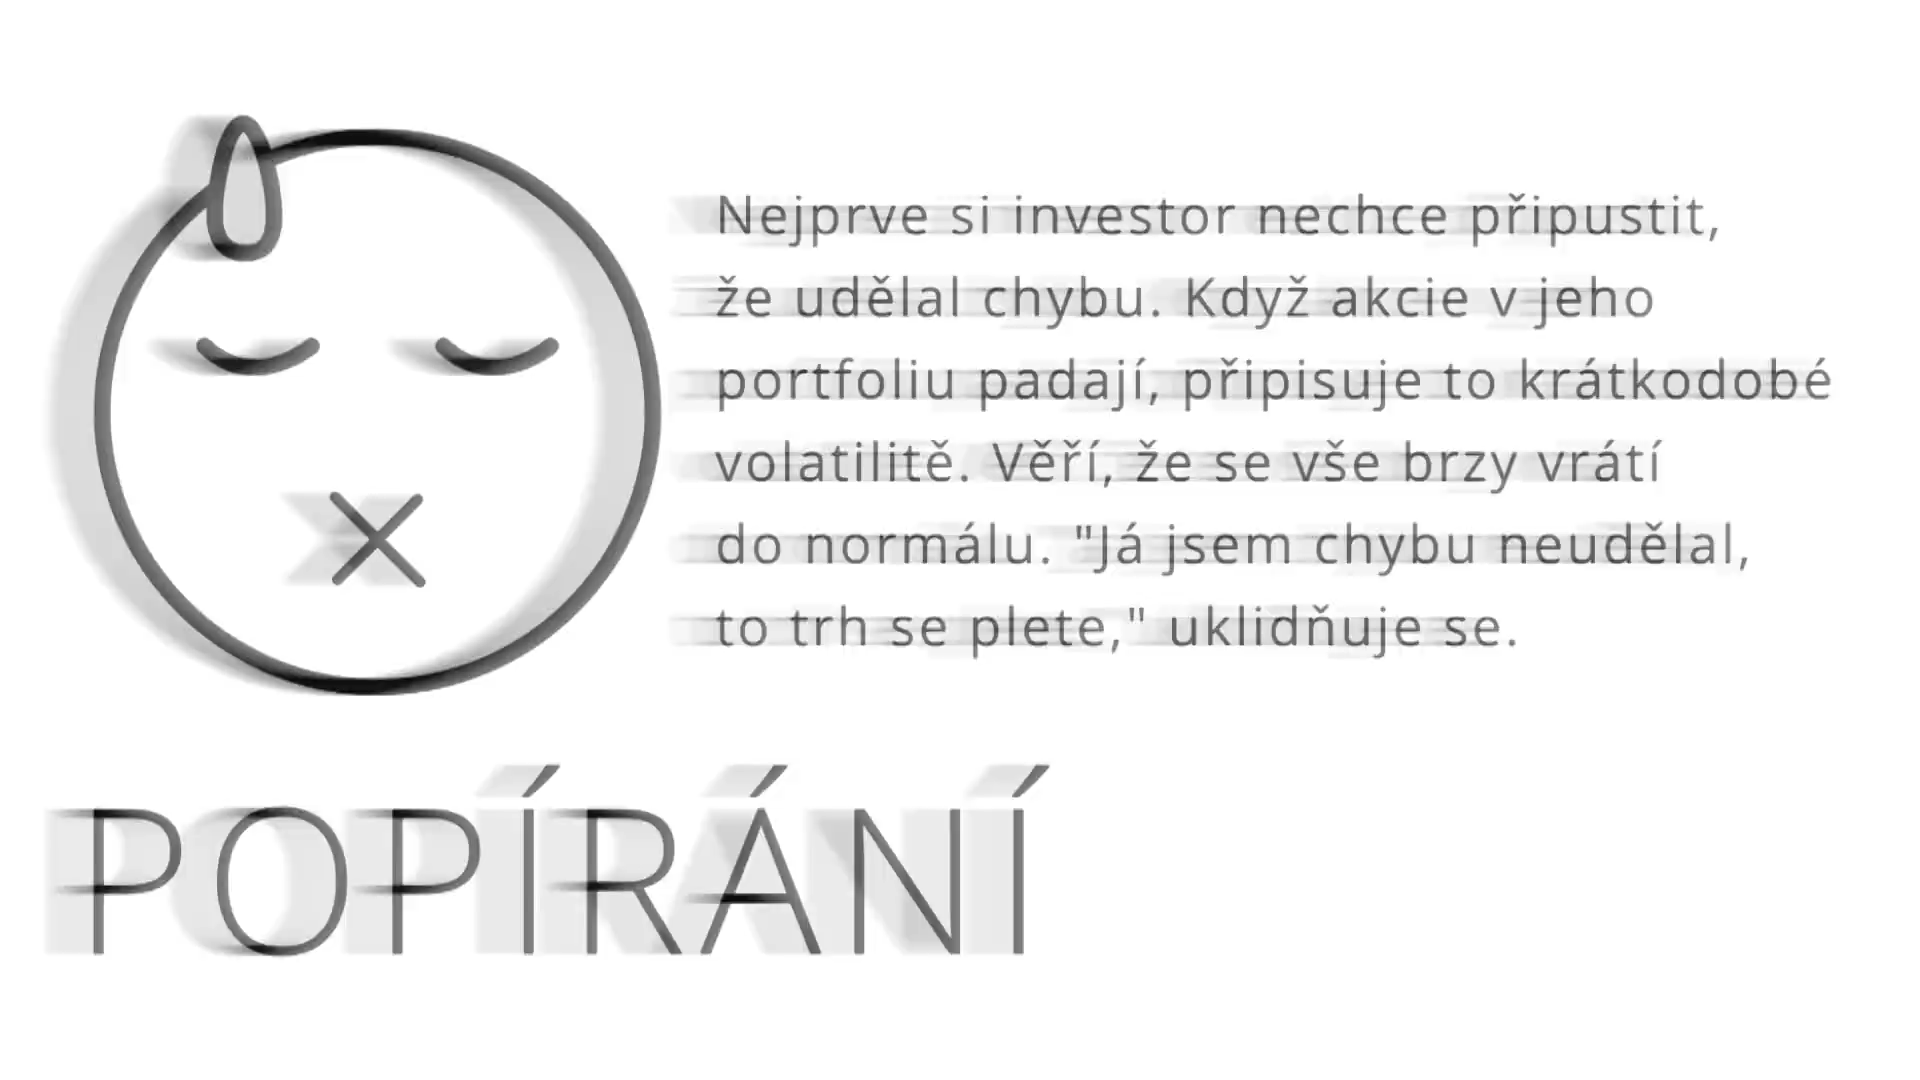 Nejprve si investor nechce připustit,
že udělal chybu. Když akcie v jeho
portfoliu padají, připisuje to krátkodobé
volatilitě. Věří, že se vše brzy vrátí
do normálu. "Já jsem chybu neudělal,
to trh se plete," uklidňuje se.
POPÍRÁNÍ